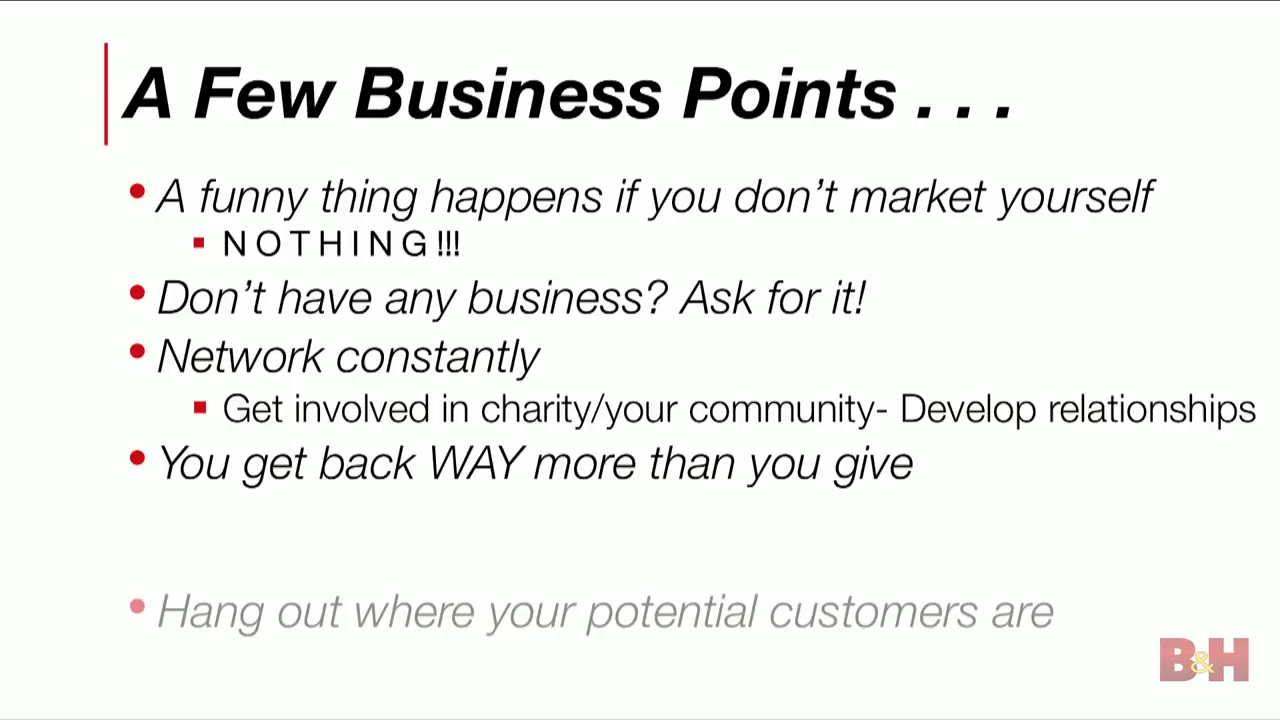 A Few Business Points . . .
• A funny thing happens if you don’t market yourself
▪ N O T H I N G !!!
• Don’t have any business? Ask for it!
• Network constantly
▪ Get involved in charity/your community- Develop relationships
• You get back WAY more than you give
• Hang out where your potential customers are
B&H